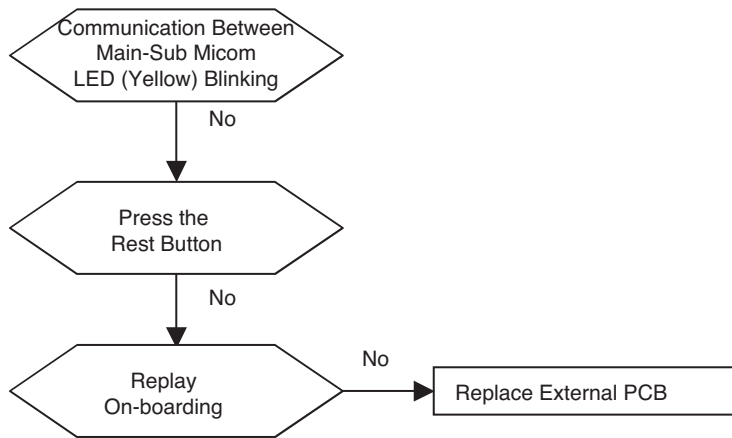 Communication Between
Main-Sub Micom
LED (Yellow) Blinking
No
Press the
Rest Button
No
Replay
On-boarding
No
Replace External PCB